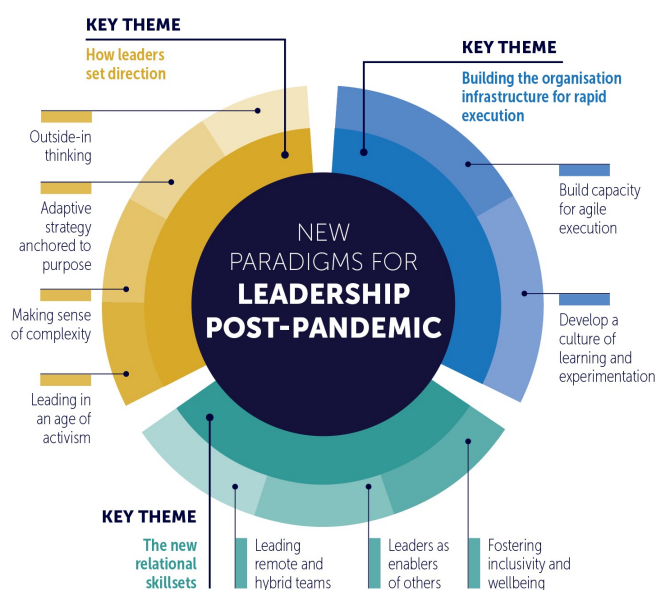 KEY THEME
How leaders
set direction
Outside-in
thinking
Adaptive
strategy
anchored to
purpose
Making sense
of complexity
Leading in
an age of
activism
KEY THEME
Building the organisation
infrastructure for rapid
execution
Build capacity
for agile
execution
Develop a
culture of
learning and
experimentation
NEW
PARADIGMS FOR
LEADERSHIP
POST-PANDEMIC
KEY THEME
The new
relational
skillsets
Leading
remote and
hybrid teams
Leaders as
enablers
of others
Fostering
inclusivity and
wellbeing